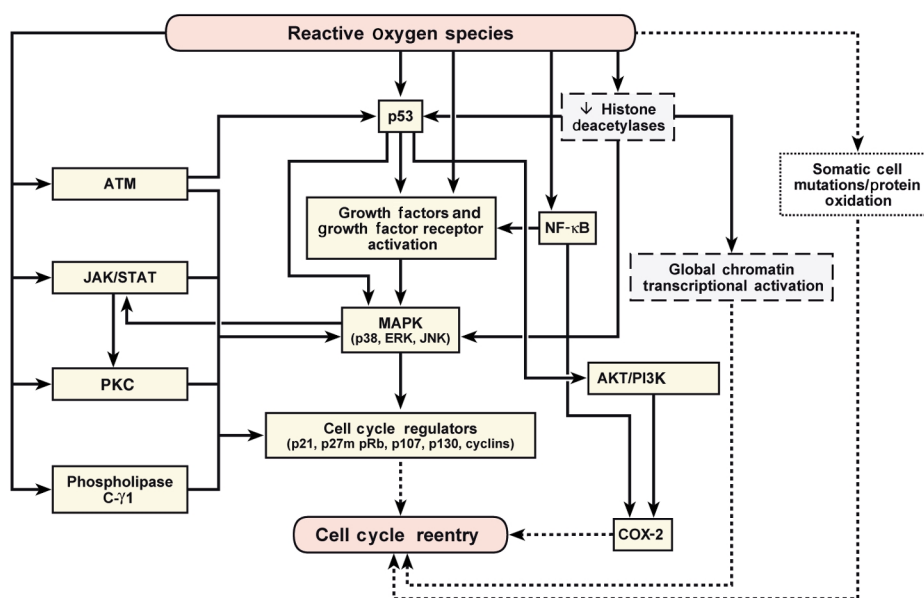 Reactive oxygen species
p53
↓ Histone
deacetylases
ATM
Somatic cell
mutations/protein
oxidation
Growth factors and
growth factor receptor
activation
NF-κB
JAK/STAT
Global chromatin
transcriptional activation
MAPK
(p38, ERK, JNK)
PKC
AKT/PI3K
Cell cycle regulators
(p21, p27m pRb, p107, p130, cyclins)
Phospholipase
C-γ1
Cell cycle reentry
COX-2